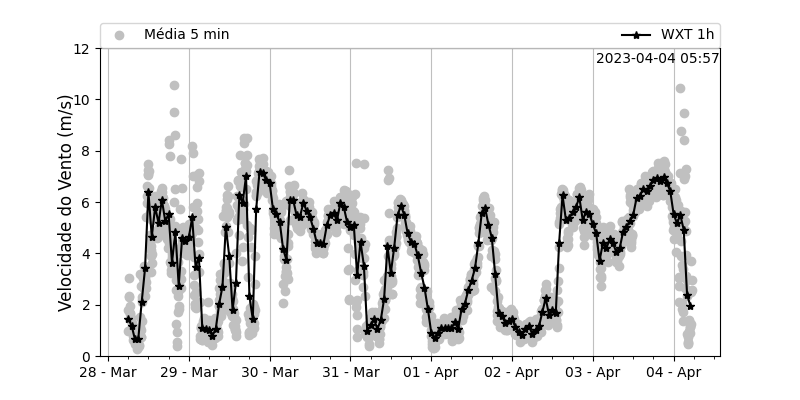 Média 5 min
WXT 1h
2023-04-04 05:57
Velocidade do Vento (m/s)
12
10
8
6
4
2
0
28 - Mar
29 - Mar
30 - Mar
31 - Mar
01 - Apr
02 - Apr
03 - Apr
04 - Apr